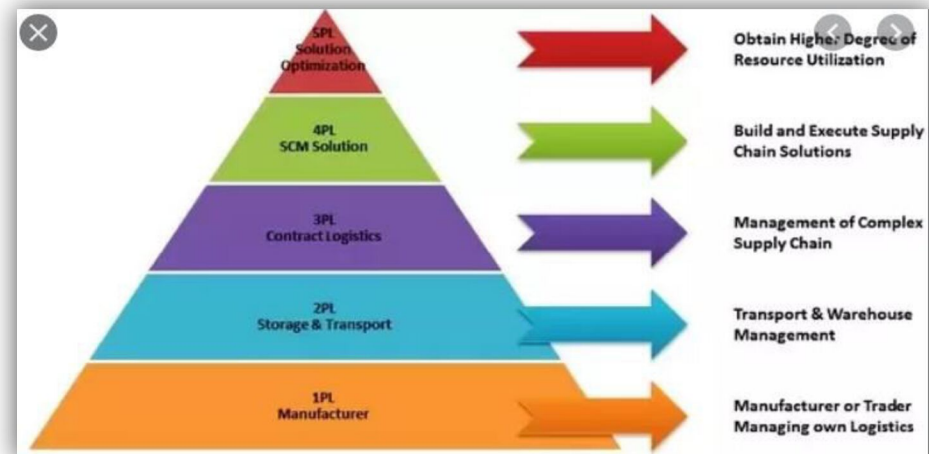 5PL
Solution
Optimization
Obtain Higher Degree of
Resource Utilization
4PL
SCM Solution
Build and Execute Supply
Chain Solutions
3PL
Contract Logistics
Management of Complex
Supply Chain
2PL
Storage & Transport
Transport & Warehouse
Management
1PL
Manufacturer
Manufacturer or Trader
Managing own Logistics